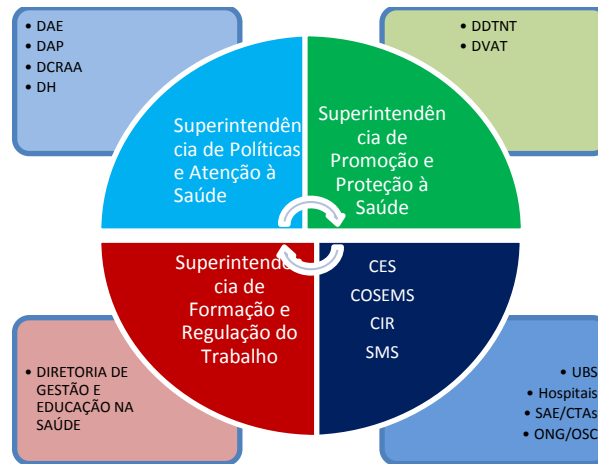 • DAE
• DAP
• DCRAA
• DH
• DDTNT
• DVAT
Superintendên
cia de Políticas
e Atenção à
Saúde
Superintendên
cia de
Promoção e
Proteção à
Saúde
Superintendên
cia de
Formação e
Regulação do
Trabalho
CES
COSEMS
CIR
SMS
• DIRETORIA DE
GESTÃO E
EDUCAÇÃO NA
SAÚDE
• UBS
• Hospitais
• SAE/CTAs
• ONG/OSC